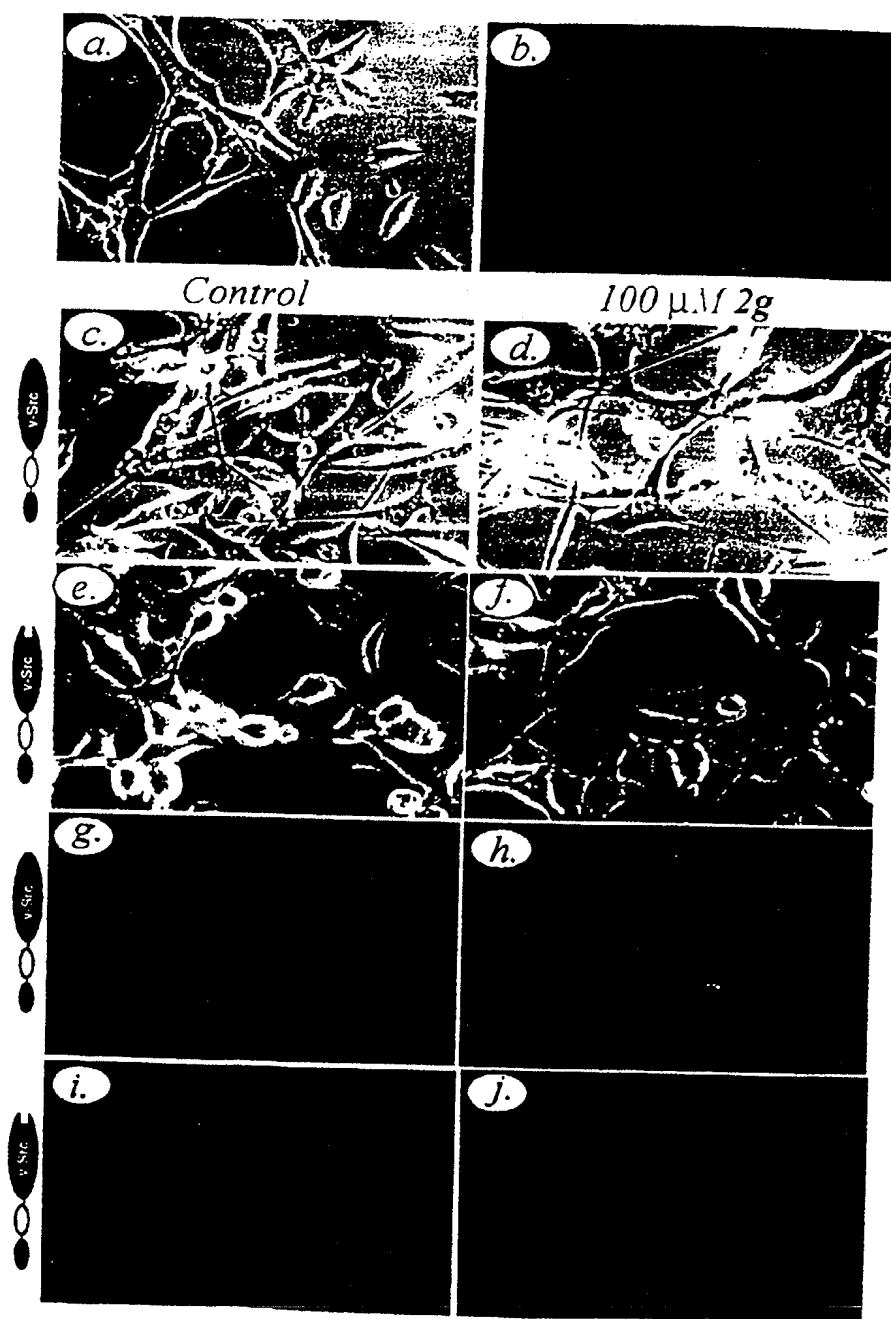 a. b.
Control 100 μM 2g
c. d.
v-Src
e. f.
v-Src
g. h.
v-Src
i. j.
v-Src